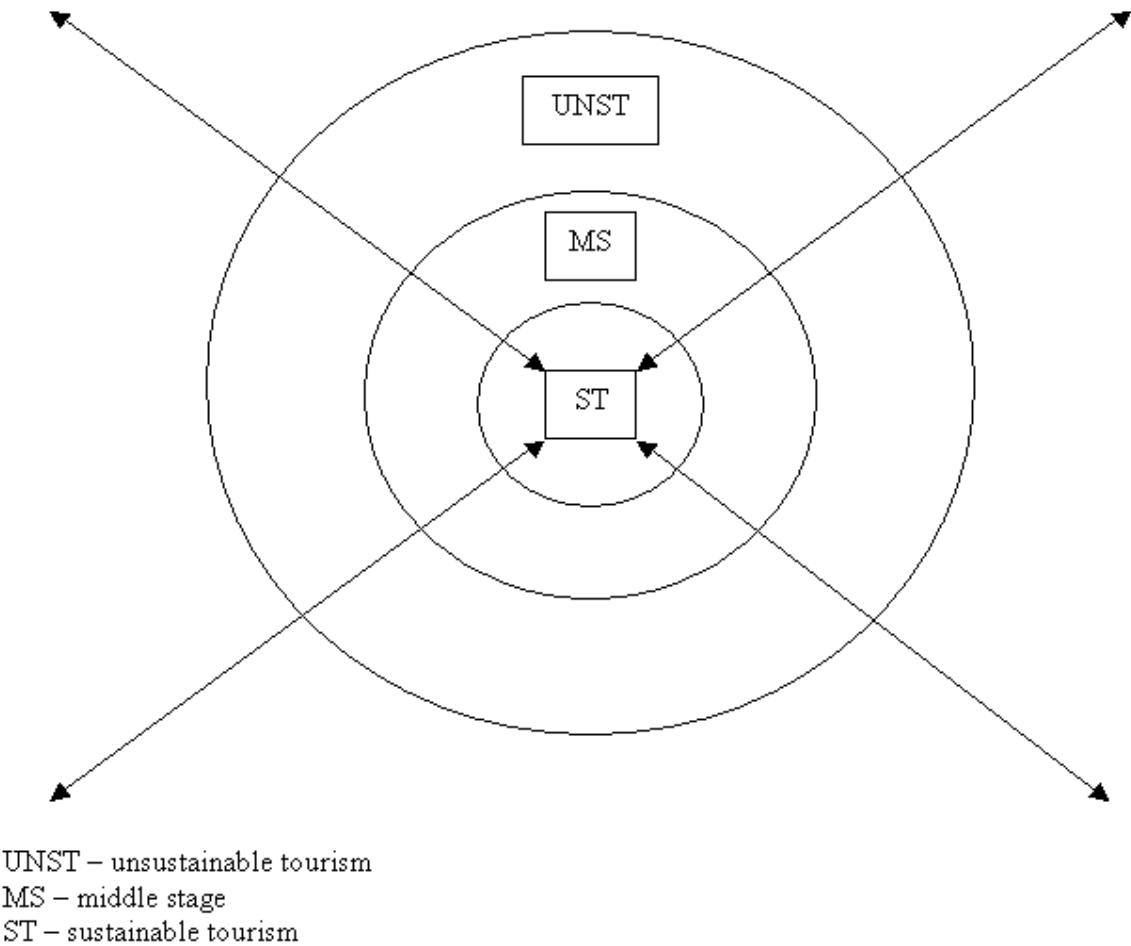 UNST
MS
ST
UNST – unsustainable tourism
MS – middle stage
ST – sustainable tourism